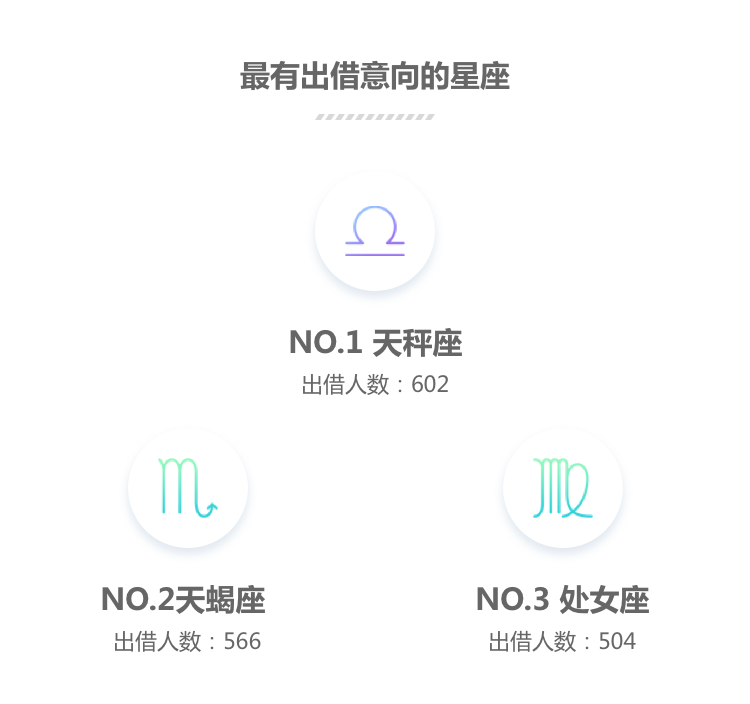 最有出借意向的星座
NO.1 天秤座
出借人数：602
NO.2天蝎座
出借人数：566
NO.3 处女座
出借人数：504